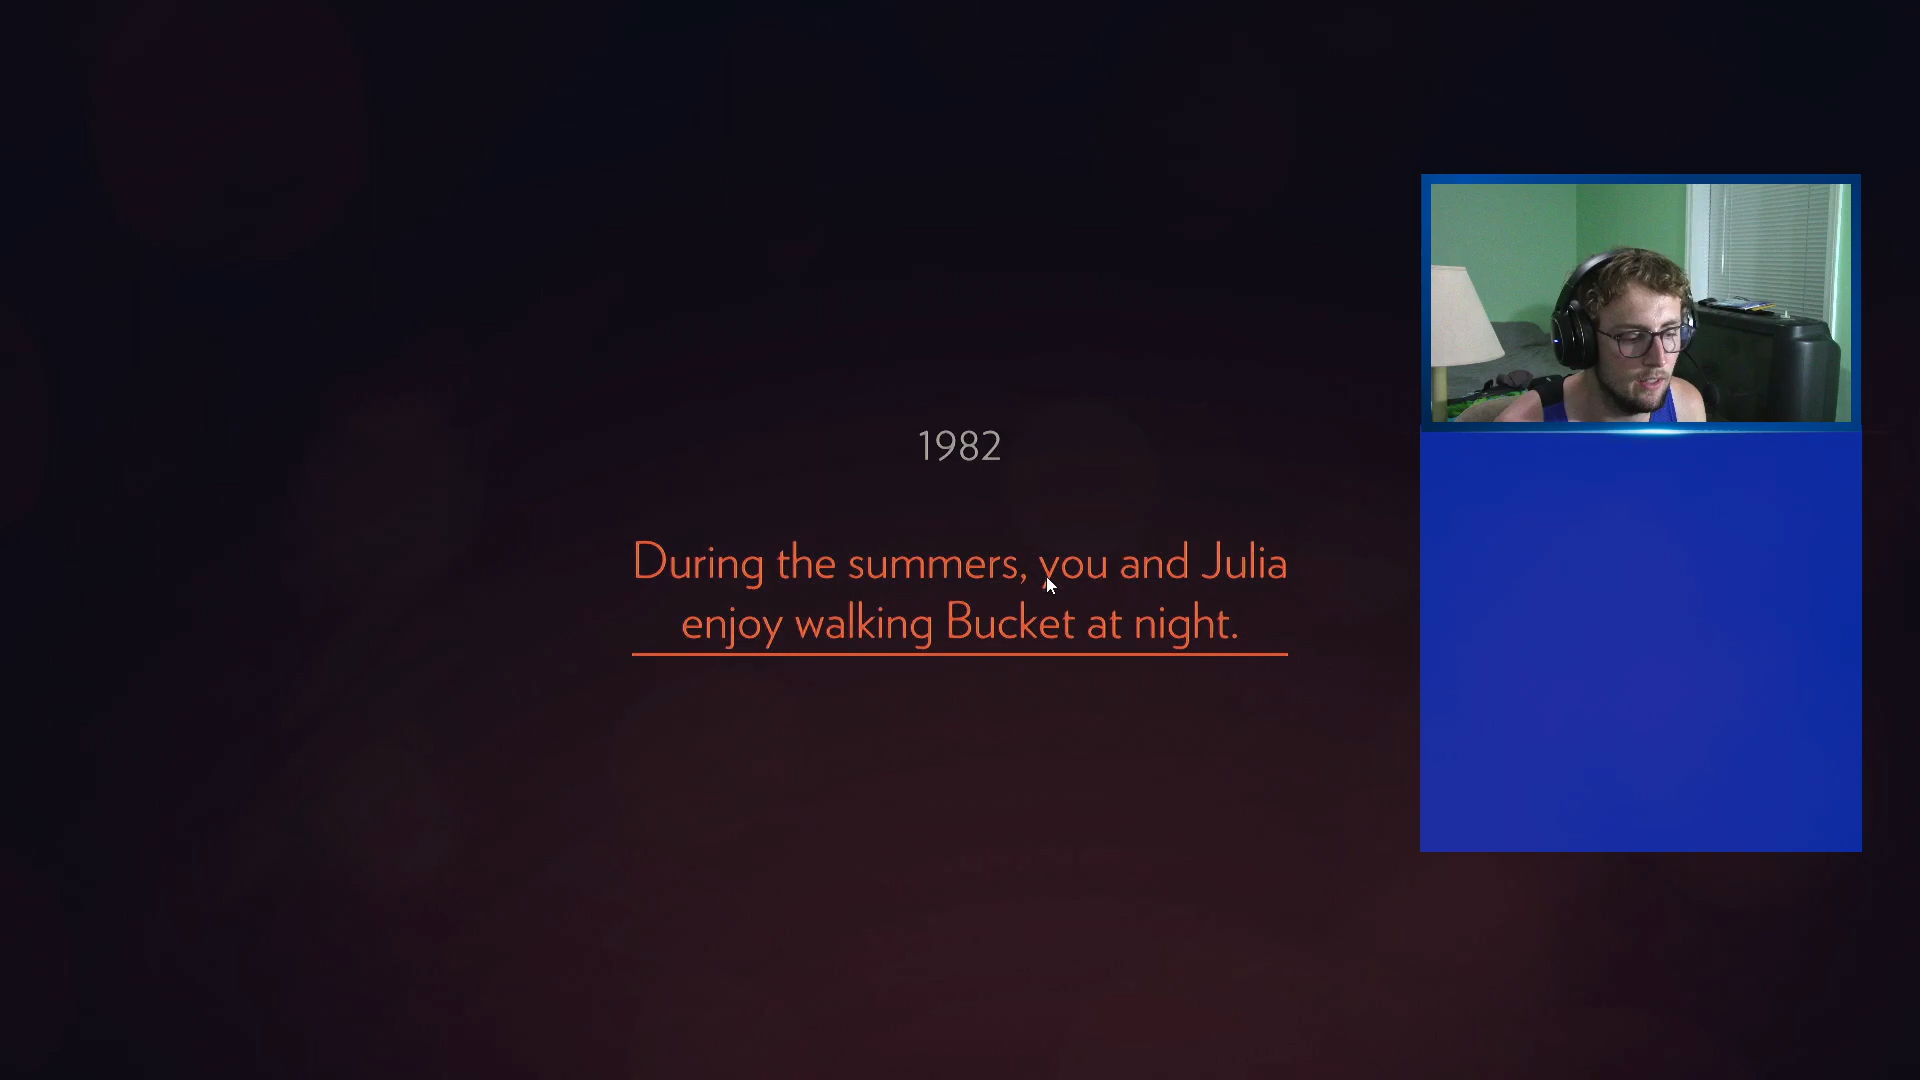 1982
During the summers, you and Julia
enjoy walking Bucket at night.